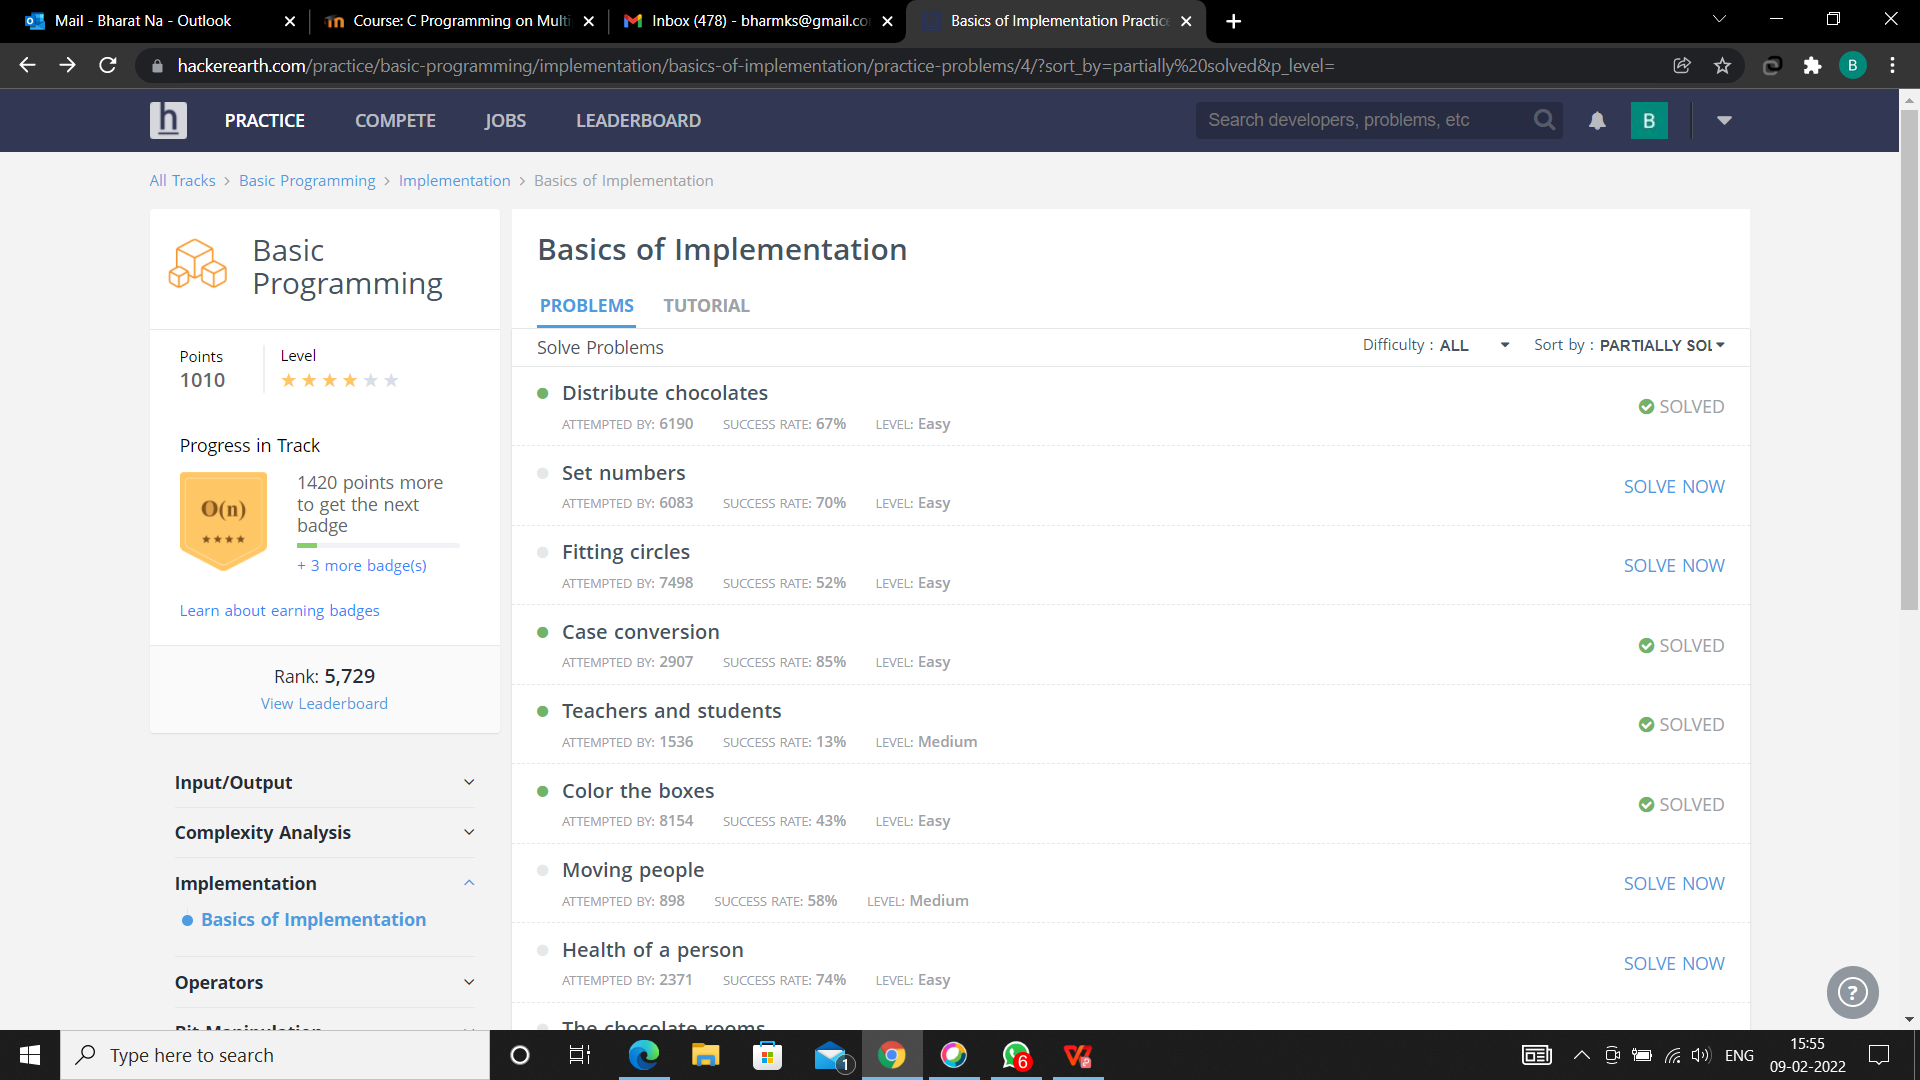 Mail - Bharat Na - Outlook
Course: C Programming on Multi
Inbox (478) - bharmks@gmail.co
Basics of Implementation Practice
hackerearth.com/practice/basic-programming/implementation/basics-of-implementation/practice-problems/4/?sort_by=partially%20solved&p_level=
B
h
PRACTICE
COMPETE
JOBS
LEADERBOARD
Search developers, problems, etc
B
All Tracks > Basic Programming > Implementation > Basics of Implementation
Basic
Programming
Points
1010
Level
Progress in Track
O(n)
1420 points more
to get the next
badge
+ 3 more badge(s)
Learn about earning badges
Rank: 5,729
View Leaderboard
Input/Output
Complexity Analysis
Implementation
Basics of Implementation
Operators
Bit Manipulation
Basics of Implementation
PROBLEMS
TUTORIAL
Solve Problems
Difficulty : ALL
Sort by : PARTIALLY SOL
Distribute chocolates
ATTEMPTED BY: 6190 SUCCESS RATE: 67% LEVEL: Easy
SOLVED
Set numbers
ATTEMPTED BY: 6083 SUCCESS RATE: 70% LEVEL: Easy
SOLVE NOW
Fitting circles
ATTEMPTED BY: 7498 SUCCESS RATE: 52% LEVEL: Easy
SOLVE NOW
Case conversion
ATTEMPTED BY: 2907 SUCCESS RATE: 85% LEVEL: Easy
SOLVED
Teachers and students
ATTEMPTED BY: 1536 SUCCESS RATE: 13% LEVEL: Medium
SOLVED
Color the boxes
ATTEMPTED BY: 8154 SUCCESS RATE: 43% LEVEL: Easy
SOLVED
Moving people
ATTEMPTED BY: 898 SUCCESS RATE: 58% LEVEL: Medium
SOLVE NOW
Health of a person
ATTEMPTED BY: 2371 SUCCESS RATE: 74% LEVEL: Easy
SOLVE NOW
The chocolate rooms
?
Type here to search
1
6
ENG
15:55
09-02-2022